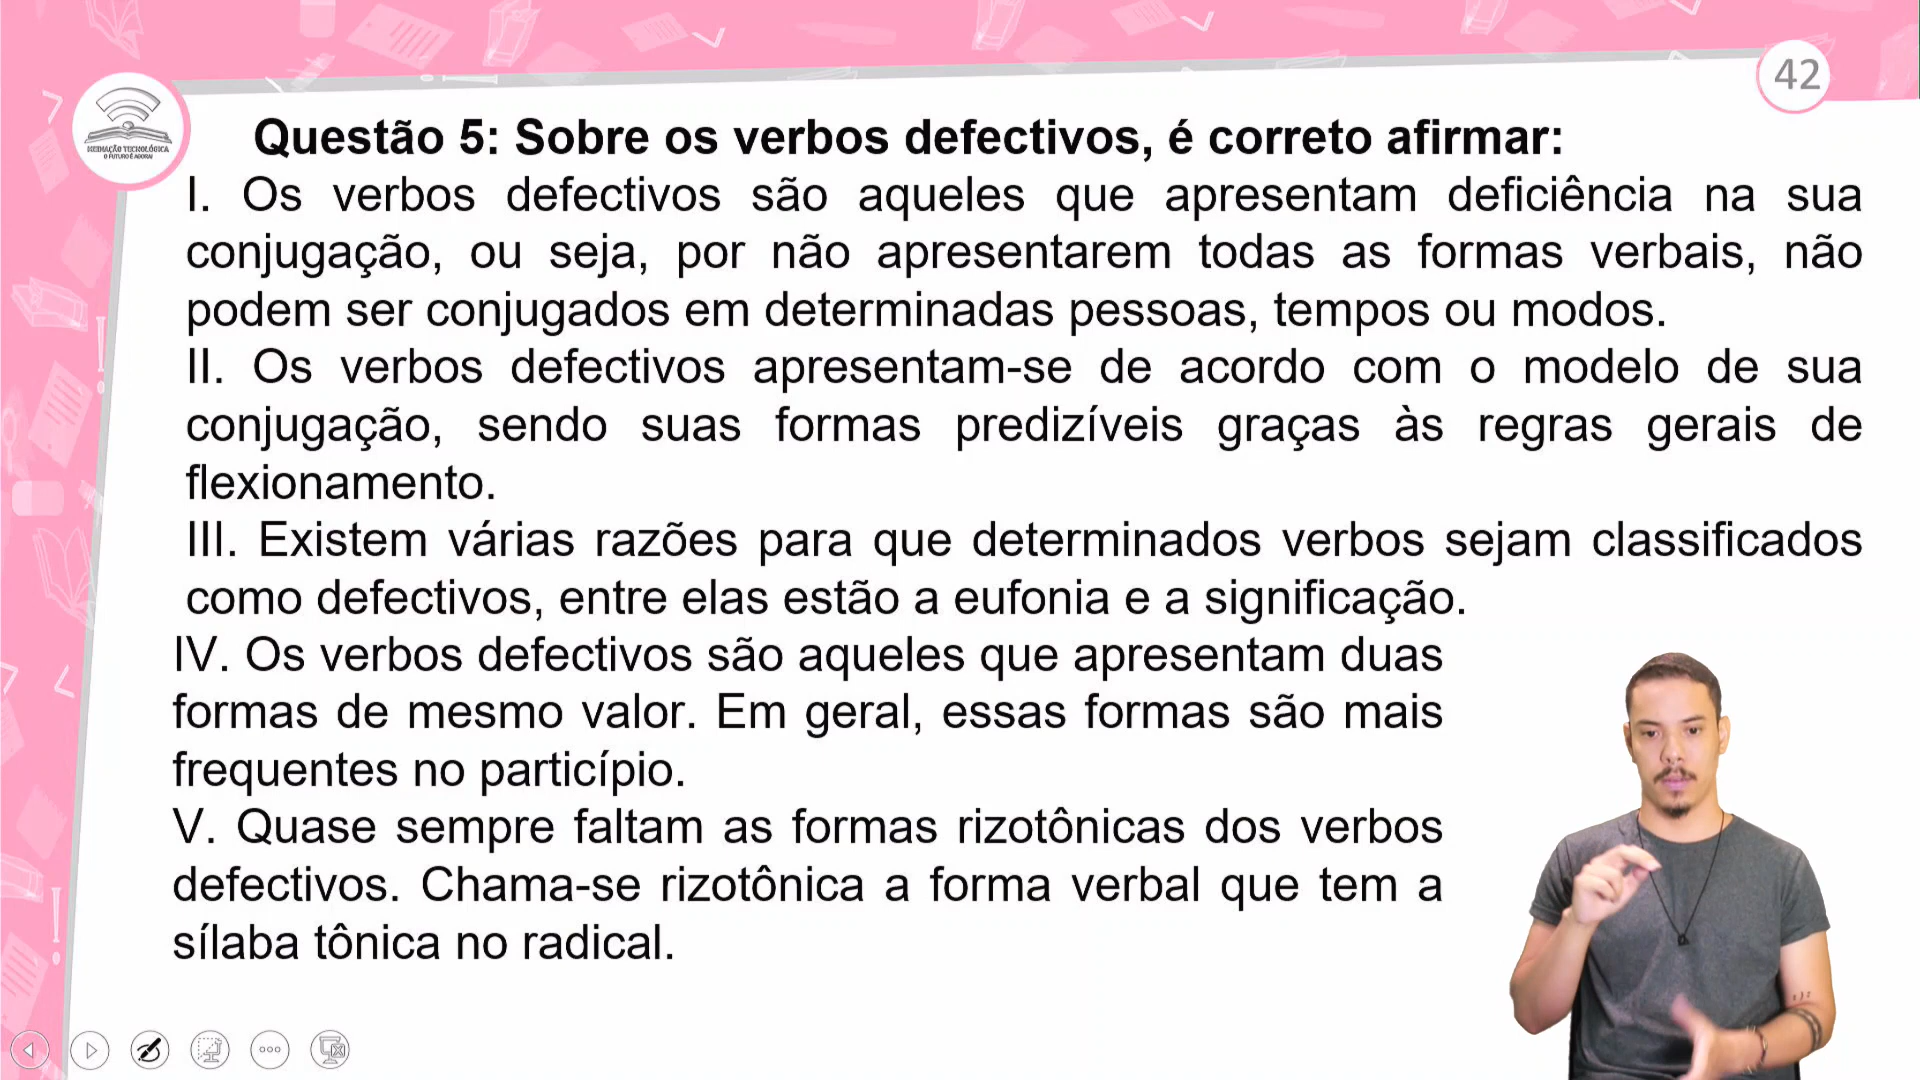 42
MEDIAÇÃO TECNOLÓGICA
O FUTURO É AGORA!
Questão 5: Sobre os verbos defectivos, é correto afirmar:
I. Os verbos defectivos são aqueles que apresentam deficiência na sua
conjugação, ou seja, por não apresentarem todas as formas verbais, não
podem ser conjugados em determinadas pessoas, tempos ou modos.
II. Os verbos defectivos apresentam-se de acordo com o modelo de sua
conjugação, sendo suas formas predizíveis graças às regras gerais de
flexionamento.
III. Existem várias razões para que determinados verbos sejam classificados
como defectivos, entre elas estão a eufonia e a significação.
IV. Os verbos defectivos são aqueles que apresentam duas
formas de mesmo valor. Em geral, essas formas são mais
frequentes no particípio.
V. Quase sempre faltam as formas rizotônicas dos verbos
defectivos. Chama-se rizotônica a forma verbal que tem a
sílaba tônica no radical.